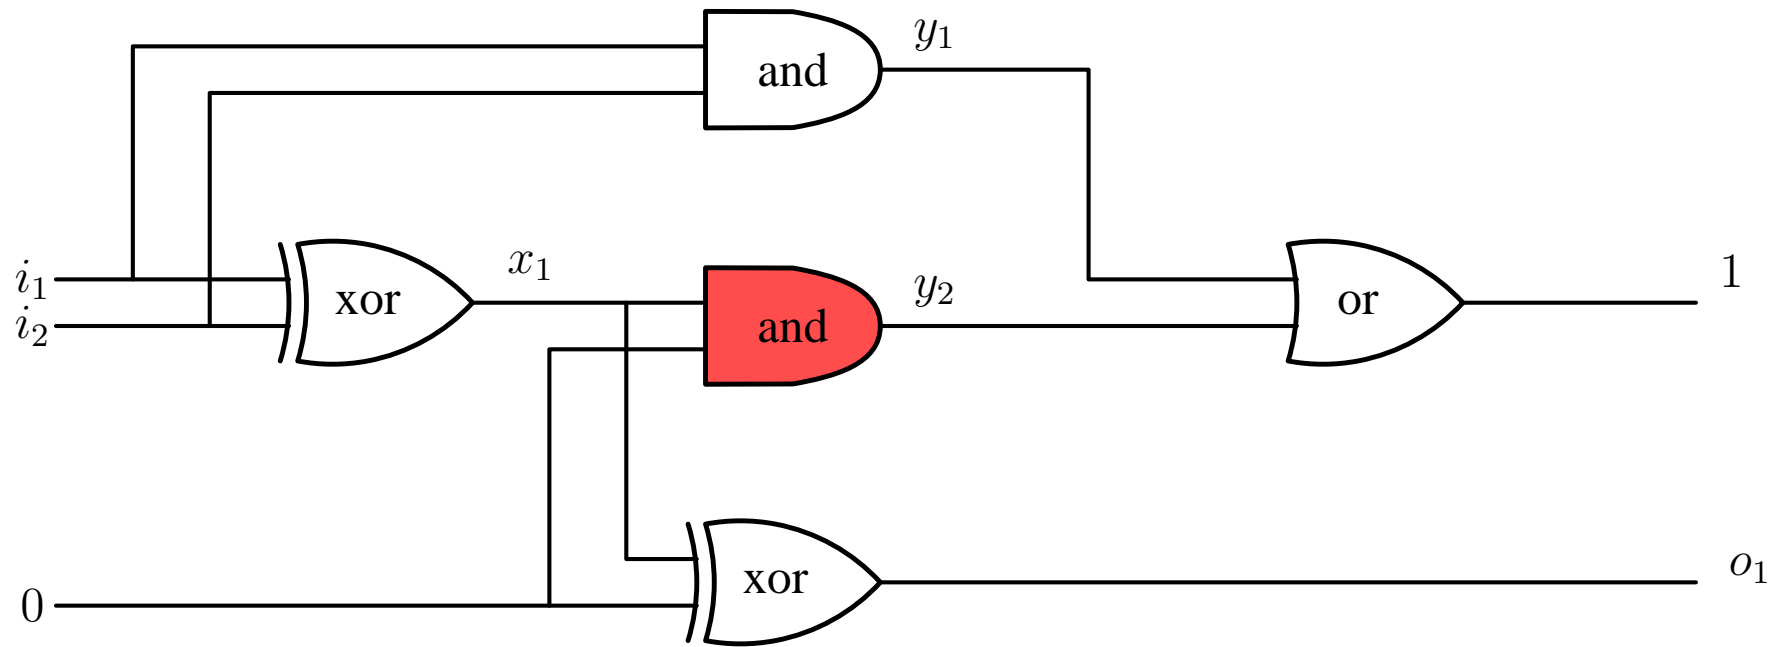 y₁
and
i₁
xor
x₁
and
y₂
or
1
i₂
0
xor
o₁